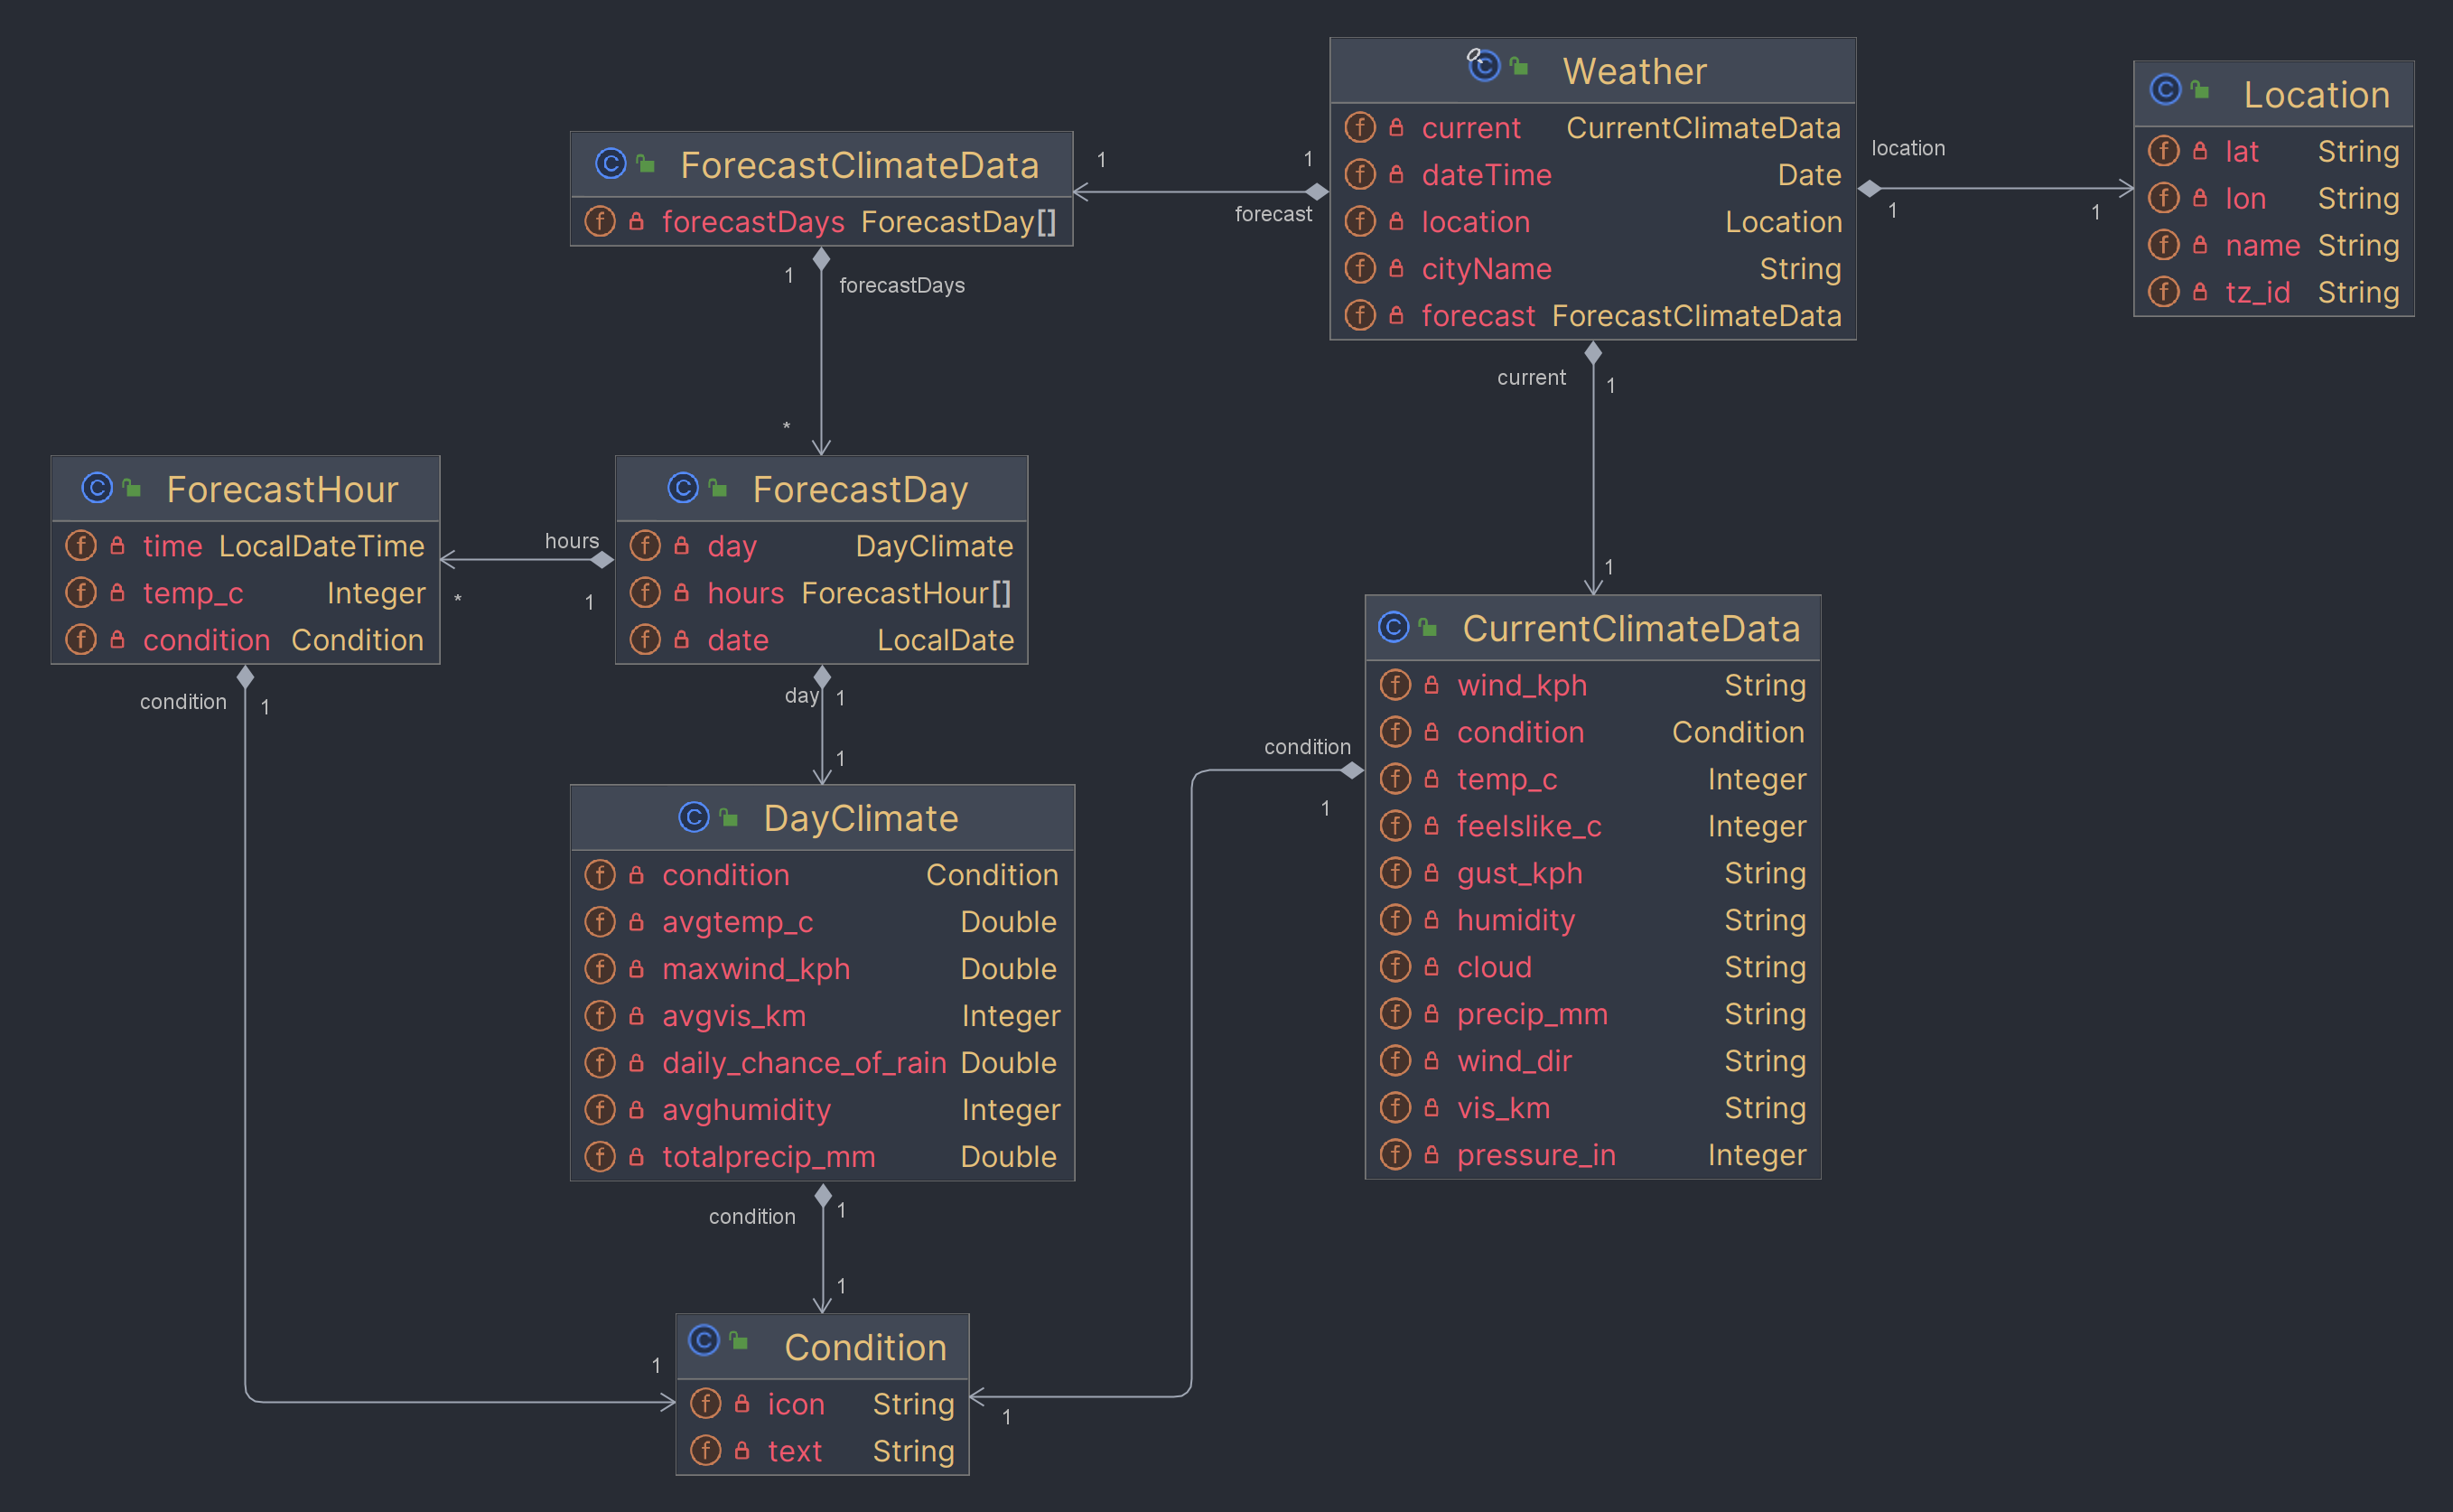 Weather
current CurrentClimateData
dateTime Date
location Location
cityName String
forecast ForecastClimateData
Location
lat String
lon String
name String
tz_id String
location
1
1
ForecastClimateData
forecastDays ForecastDay[]
1
1
forecast
1
forecastDays
*
current
1
1
ForecastHour
time LocalDateTime
temp_c Integer
condition Condition
hours
*
1
ForecastDay
day DayClimate
hours ForecastHour[]
date LocalDate
condition
1
day
1
1
CurrentClimateData
wind_kph String
condition Condition
temp_c Integer
feelslike_c Integer
gust_kph String
humidity String
cloud String
precip_mm String
wind_dir String
vis_km String
pressure_in Integer
condition
1
DayClimate
condition Condition
avgtemp_c Double
maxwind_kph Double
avgvis_km Integer
daily_chance_of_rain Double
avghumidity Integer
totalprecip_mm Double
condition
1
1
1
Condition
icon String
text String
1